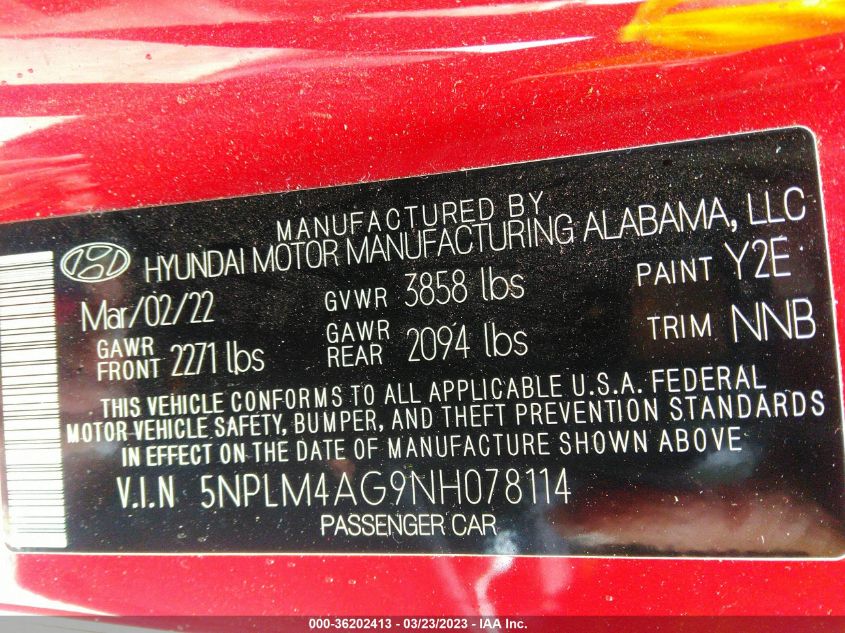 MANUFACTURED BY
HYUNDAI MOTOR MANUFACTURING ALABAMA, LLC
Mar/02/22 GVWR 3858 lbs PAINT Y2E
GAWR FRONT 2271 lbs GAWR REAR 2094 lbs TRIM NNB
THIS VEHICLE CONFORMS TO ALL APPLICABLE U.S.A. FEDERAL
MOTOR VEHICLE SAFETY, BUMPER, AND THEFT PREVENTION STANDARDS
IN EFFECT ON THE DATE OF MANUFACTURE SHOWN ABOVE
V.I.N 5NPLM4AG9NH078114
PASSENGER CAR
000-36202413 - 03/23/2023 - IAA Inc.